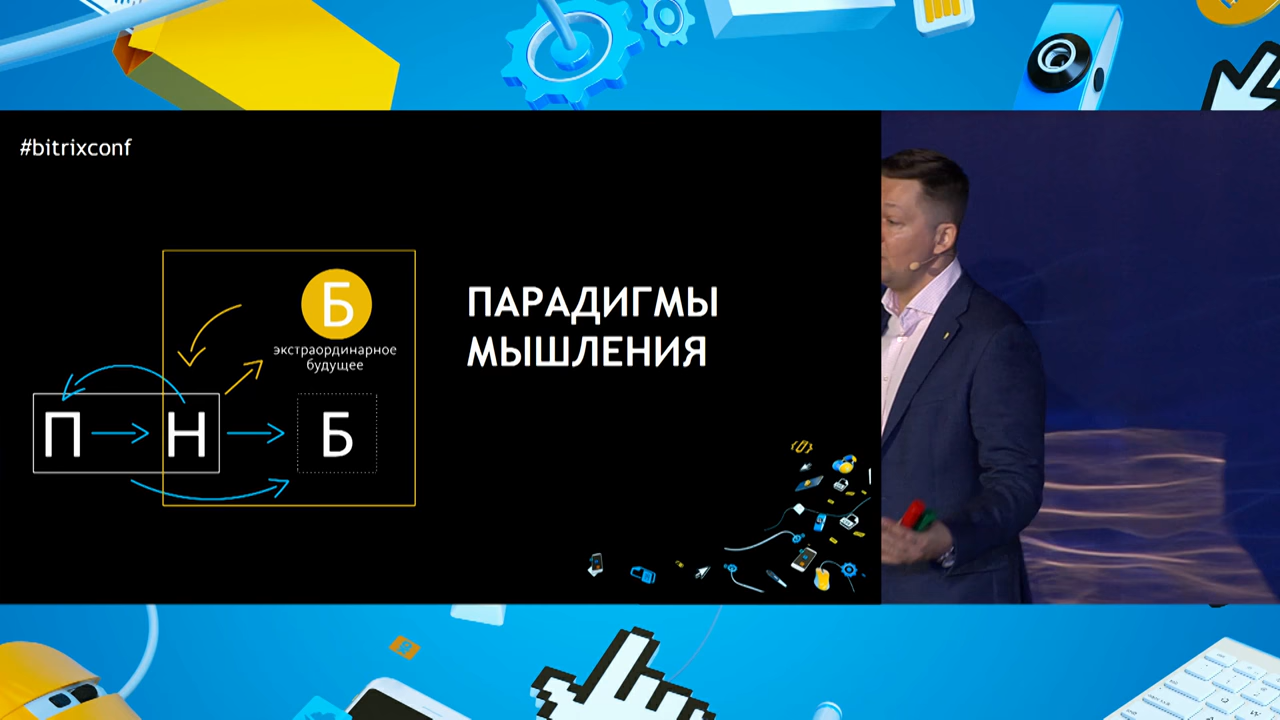 #bitrixconf
Б
экстраординарное
будущее
П Н Б
ПАРАДИГМЫ
МЫШЛЕНИЯ